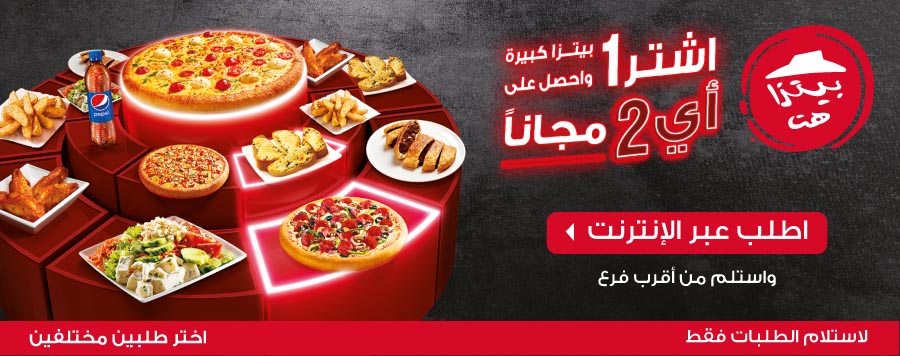 بيتزا
هت
اشتر 1 بيتزا كبيرة
واحصل على
أي 2 مجاناً
pepsi
اطلب عبر الإنترنت
واستلم من أقرب فرع
لاستلام الطلبات فقط
اختر طلبين مختلفين